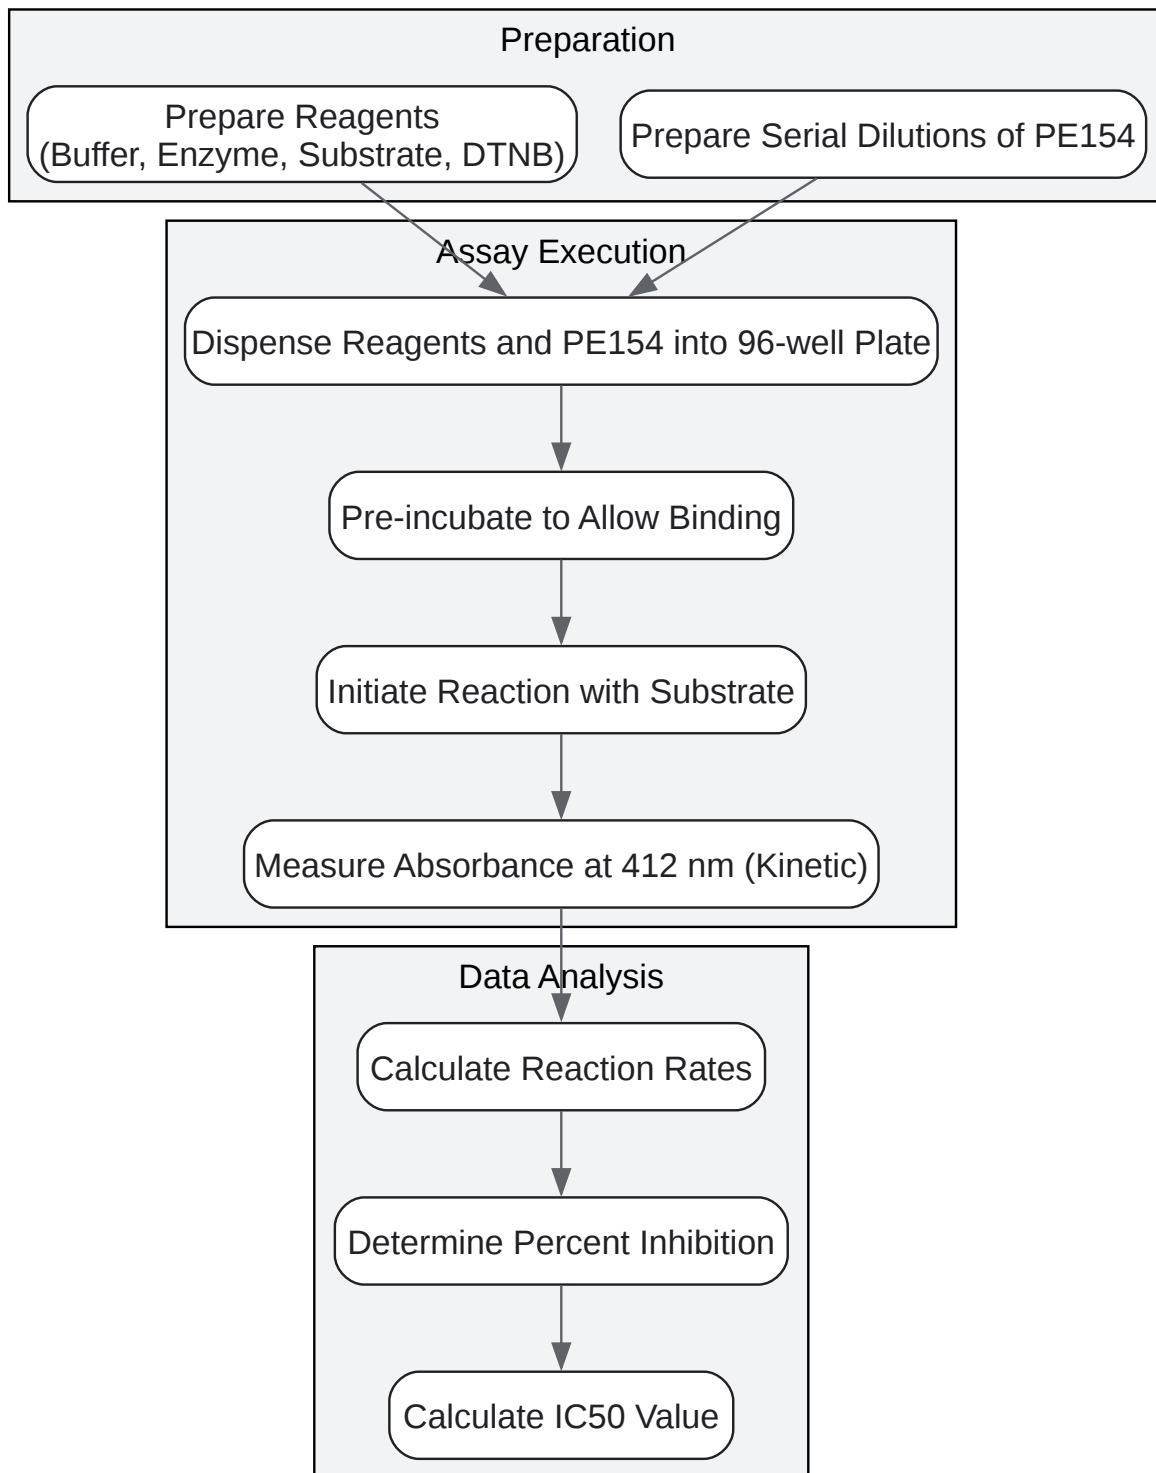 Preparation
Prepare Reagents
(Buffer, Enzyme, Substrate, DTNB)
Prepare Serial Dilutions of PE154
Assay Execution
Dispense Reagents and PE154 into 96-well Plate
Pre-incubate to Allow Binding
Initiate Reaction with Substrate
Measure Absorbance at 412 nm (Kinetic)
Data Analysis
Calculate Reaction Rates
Determine Percent Inhibition
Calculate IC50 Value